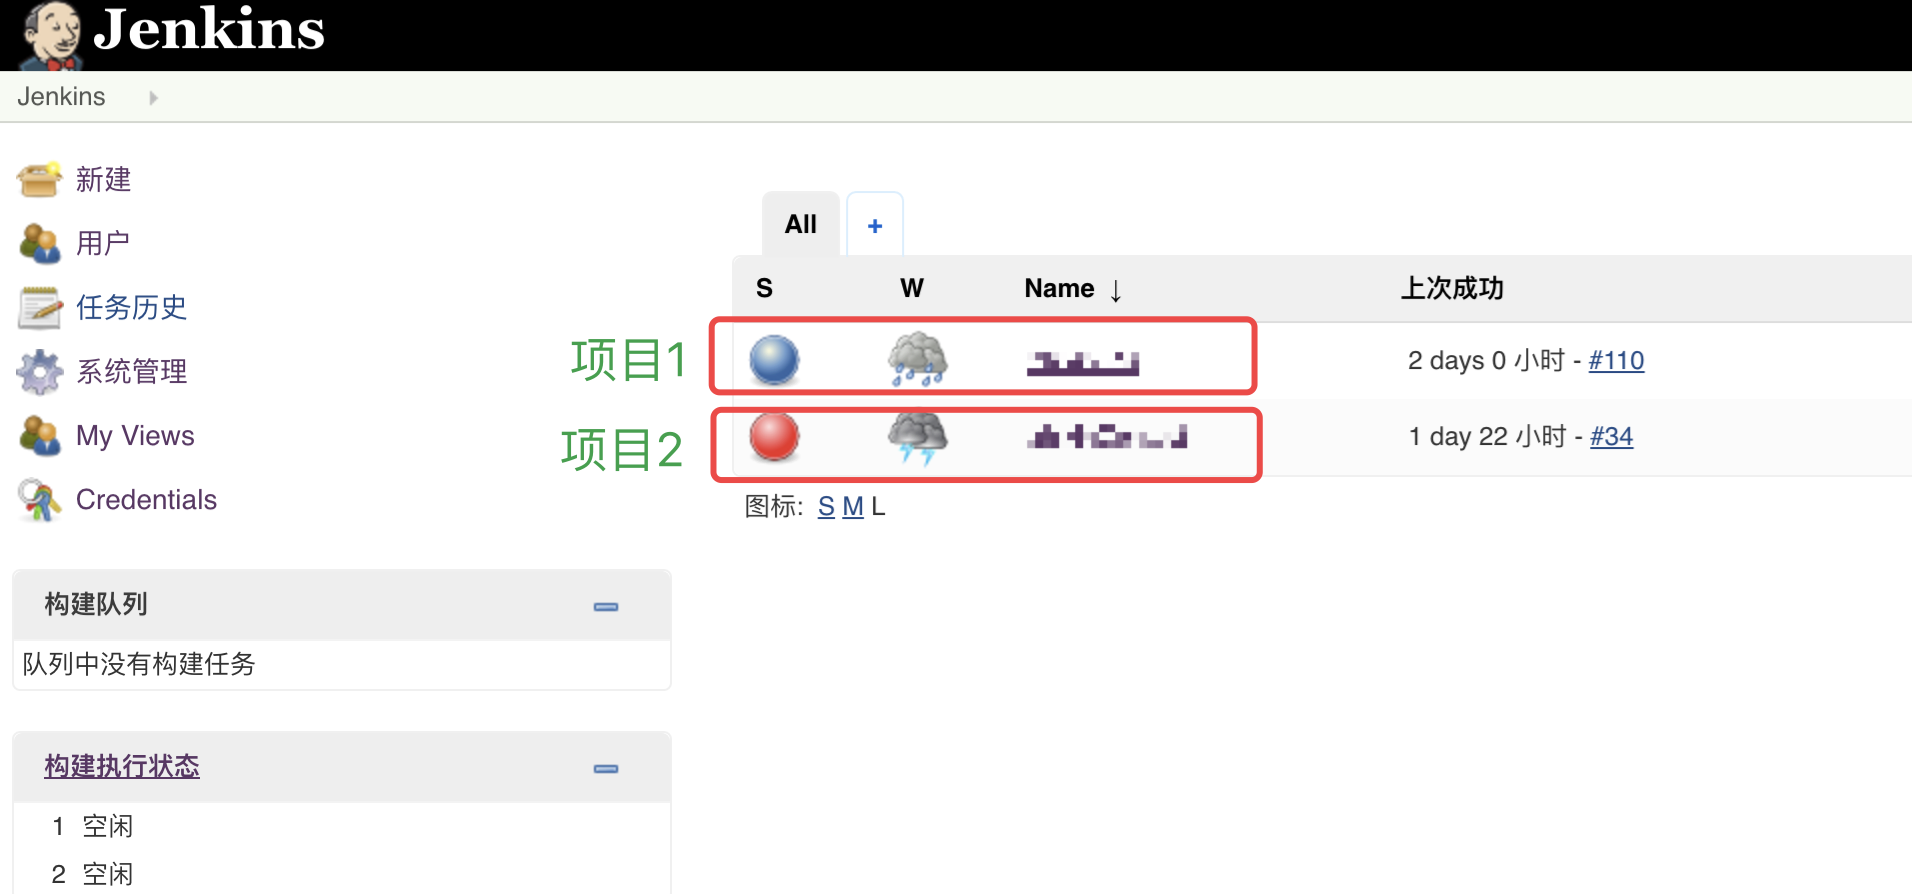 Jenkins
Jenkins
新建
用户
任务历史
系统管理
My Views
Credentials
构建队列
队列中没有构建任务
构建执行状态
1 空闲
2 空闲
All +
S W Name ↓ 上次成功
项目1
2 days 0 小时 - #110
项目2
1 day 22 小时 - #34
图标: S M L